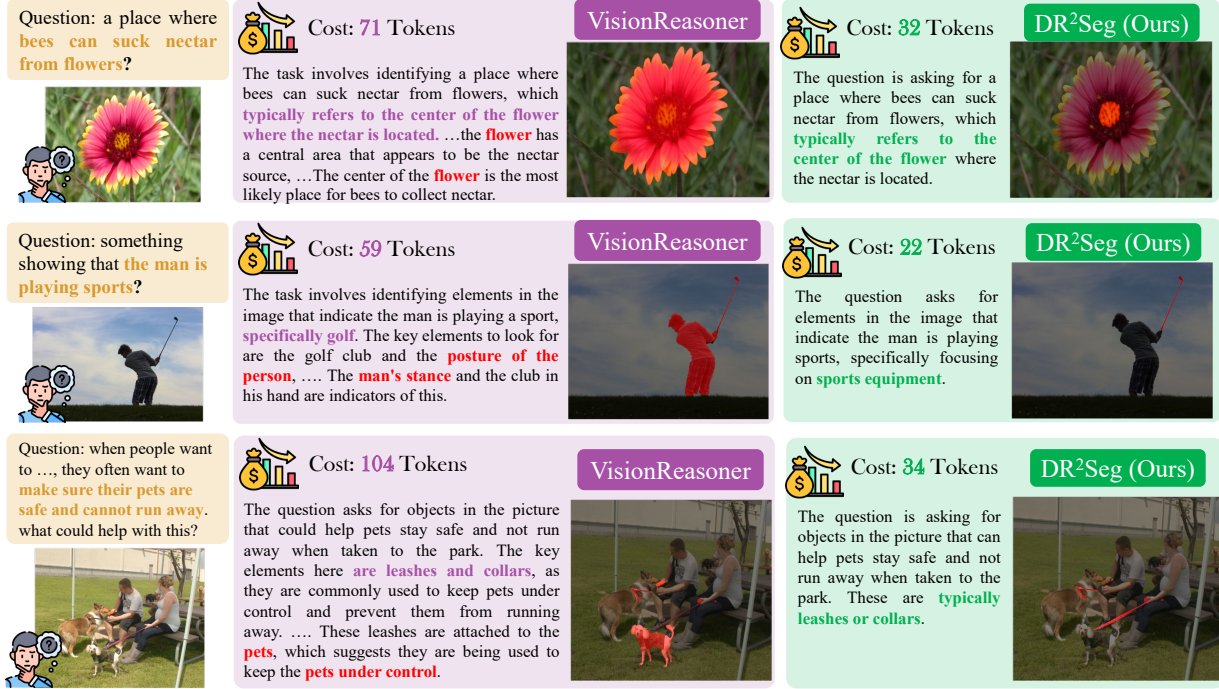 Question: a place where
bees can suck nectar
from flowers?
Cost: 71 Tokens
VisionReasoner
The task involves identifying a place where
bees can suck nectar from flowers, which
typically refers to the center of the flower
where the nectar is located. …the flower has
a central area that appears to be the nectar
source, …The center of the flower is the most
likely place for bees to collect nectar.
Cost: 32 Tokens
DR²Seg (Ours)
The question is asking for a
place where bees can suck
nectar from flowers, which
typically refers to the
center of the flower where
the nectar is located.
Question: something
showing that the man is
playing sports?
Cost: 59 Tokens
VisionReasoner
The task involves identifying elements in the
image that indicate the man is playing a sport,
specifically golf. The key elements to look for
are the golf club and the posture of the
person, …. The man's stance and the club in
his hand are indicators of this.
Cost: 22 Tokens
DR²Seg (Ours)
The question asks for
elements in the image that
indicate the man is playing
sports, specifically focusing
on sports equipment.
Question: when people want
to …, they often want to
make sure their pets are
safe and cannot run away.
what could help with this?
Cost: 104 Tokens
VisionReasoner
The question asks for objects in the picture
that could help pets stay safe and not run
away when taken to the park. The key
elements here are leashes and collars, as
they are commonly used to keep pets under
control and prevent them from running
away. …. These leashes are attached to the
pets, which suggests they are being used to
keep the pets under control.
Cost: 34 Tokens
DR²Seg (Ours)
The question is asking for
objects in the picture that can
help pets stay safe and not
run away when taken to the
park. These are typically
leashes or collars.